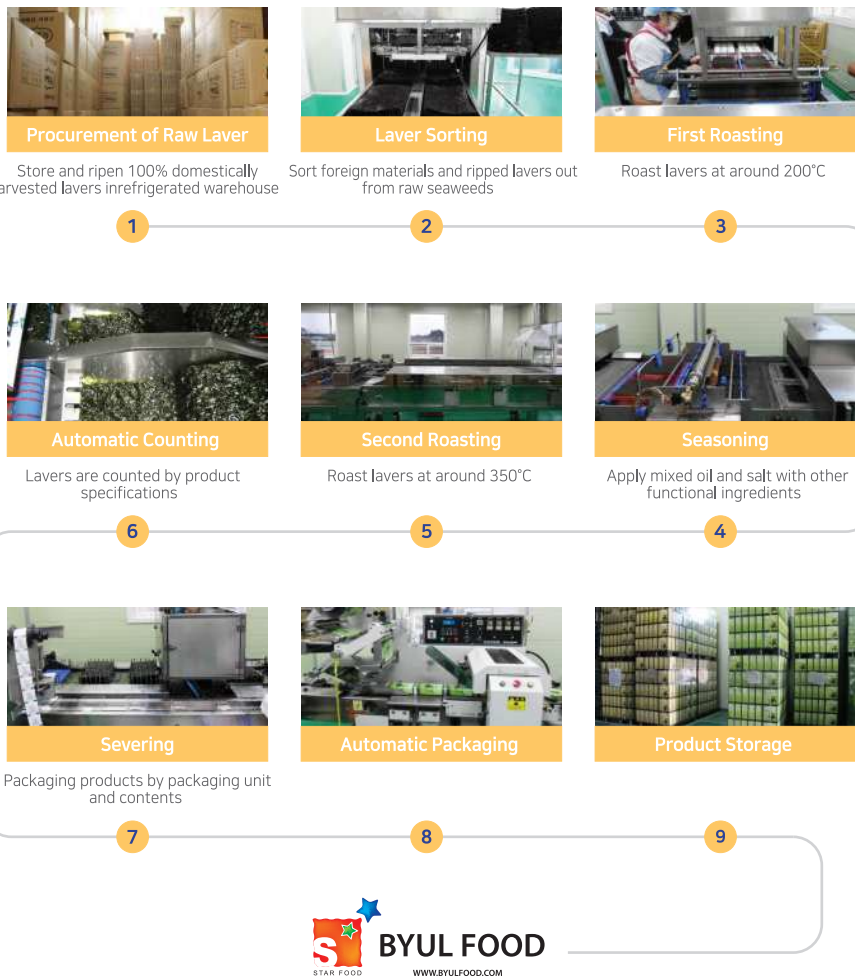 Procurement of Raw Laver
Store and ripen 100% domestically
arvested lavers inrefrigerated warehouse
1
Laver Sorting
Sort foreign materials and ripped lavers out
from raw seaweeds
2
First Roasting
Roast lavers at around 200°C
3
Automatic Counting
Lavers are counted by product
specifications
6
Second Roasting
Roast lavers at around 350°C
5
Seasoning
Apply mixed oil and salt with other
functional ingredients
4
Severing
Packaging products by packaging unit
and contents
7
Automatic Packaging
8
Product Storage
9
S
STAR FOOD
BYUL FOOD
WWW.BYULFOOD.COM